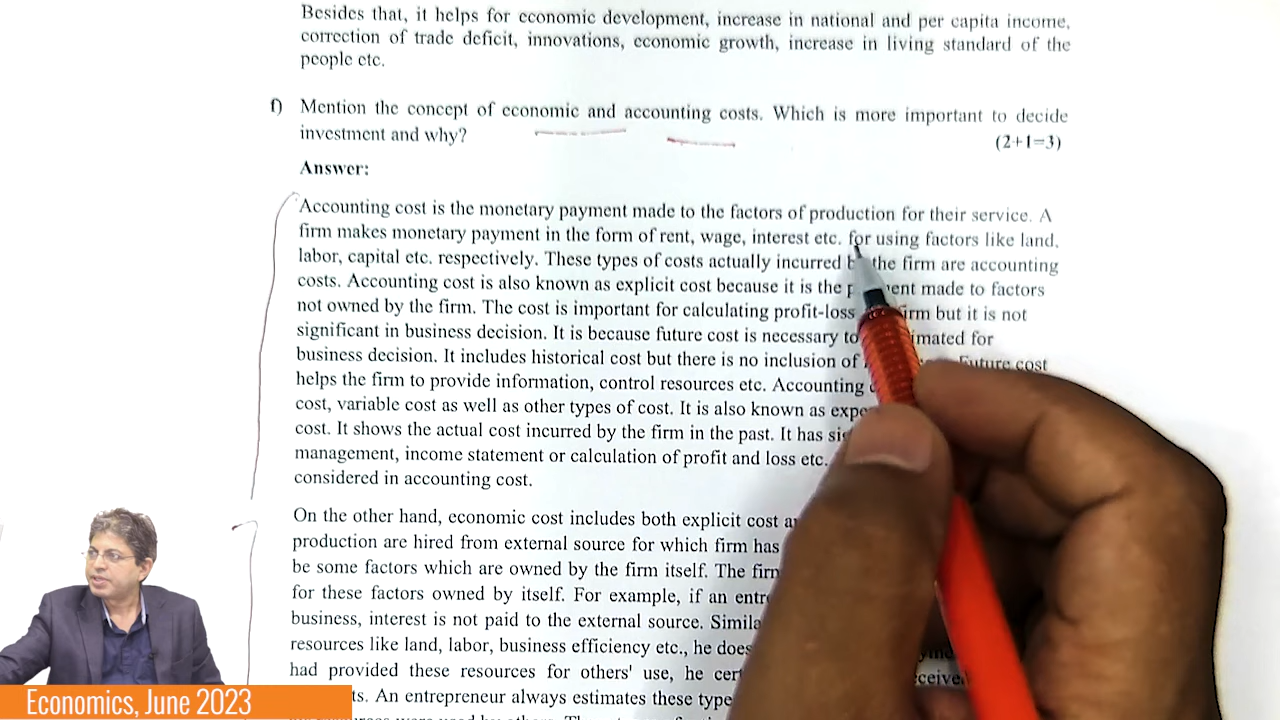 Besides that, it helps for economic development, increase in national and per capita income,
correction of trade deficit, innovations, economic growth, increase in living standard of the
people etc.
f) Mention the concept of economic and accounting costs. Which is more important to decide
investment and why? (2+1=3)
Answer:
Accounting cost is the monetary payment made to the factors of production for their service. A
firm makes monetary payment in the form of rent, wage, interest etc. for using factors like land,
labor, capital etc. respectively. These types of costs actually incurred the firm are accounting
costs. Accounting cost is also known as explicit cost because it is the made to factors
not owned by the firm. The cost is important for calculating profit-loss but it is not
significant in business decision. It is because future cost is necessary to for
business decision. It includes historical cost but there is no inclusion of Future cost
helps the firm to provide information, control resources etc. Accounting
cost, variable cost as well as other types of cost. It is also known as
cost. It shows the actual cost incurred by the firm in the past. It has
management, income statement or calculation of profit and loss etc.
considered in accounting cost.
On the other hand, economic cost includes both explicit cost
production are hired from external source for which firm has
be some factors which are owned by the firm itself. The
for these factors owned by itself. For example, if an
business, interest is not paid to the external source.
resources like land, labor, business efficiency etc., he
had provided these resources for others' use, he
An entrepreneur always estimates these
Economics, June 2023